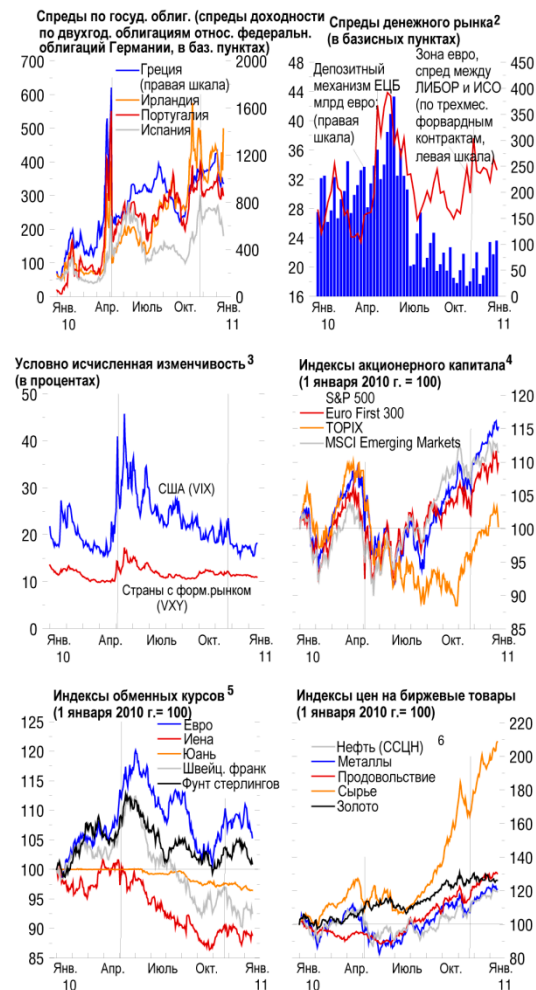 Спреды по госуд. облиг. (спреды доходности
по двухгод. облигациям относ. федеральн.
облигаций Германии, в баз. пунктах)
700
600
500
400
300
200
100
0
2000
1600
1200
800
400
0
Греция
(правая шкала)
Ирландия
Португалия
Испания
Янв.
10
Апр.
Июль
Окт.
Янв.
11
Спреды денежного рынка2
(в базисных пунктах)
48
44
40
36
32
28
24
20
16
450
400
350
300
250
200
150
100
50
0
Депозитный
механизм ЕЦБ
млрд евро;
(правая
шкала)
Зона евро,
спред между
ЛИБОР и ИСО
(по трехмес.
форвардным
контрактам,
левая шкала)
Янв.
10
Апр.
Июль
Окт.
Янв.
11
Условно исчисленная изменчивость 3
(в процентах)
50
40
30
20
10
0
США (VIX)
Страны с форм.рынком
(VXY)
Янв.
10
Апр.
Июль
Окт.
Янв.
11
Индексы акционерного капитала4
(1 января 2010 г. = 100)
S&P 500
Euro First 300
TOPIX
MSCI Emerging Markets
120
115
110
105
100
95
90
85
Янв.
10
Апр.
Июль
Окт.
Янв.
11
Индексы обменных курсов 5
(1 января 2010 г.= 100)
125
120
115
110
105
100
95
90
85
Евро
Иена
Юань
Швейц. франк
Фунт стерлингов
Янв.
10
Апр.
Июль
Окт.
Янв.
11
Индексы цен на биржевые товары
(1 января 2010 г.= 100)
Нефть (ССЦН) 6
Металлы
Продовольствие
Сырье
Золото
220
200
180
160
140
120
100
80
Янв.
10
Апр.
Июль
Окт.
Янв.
11